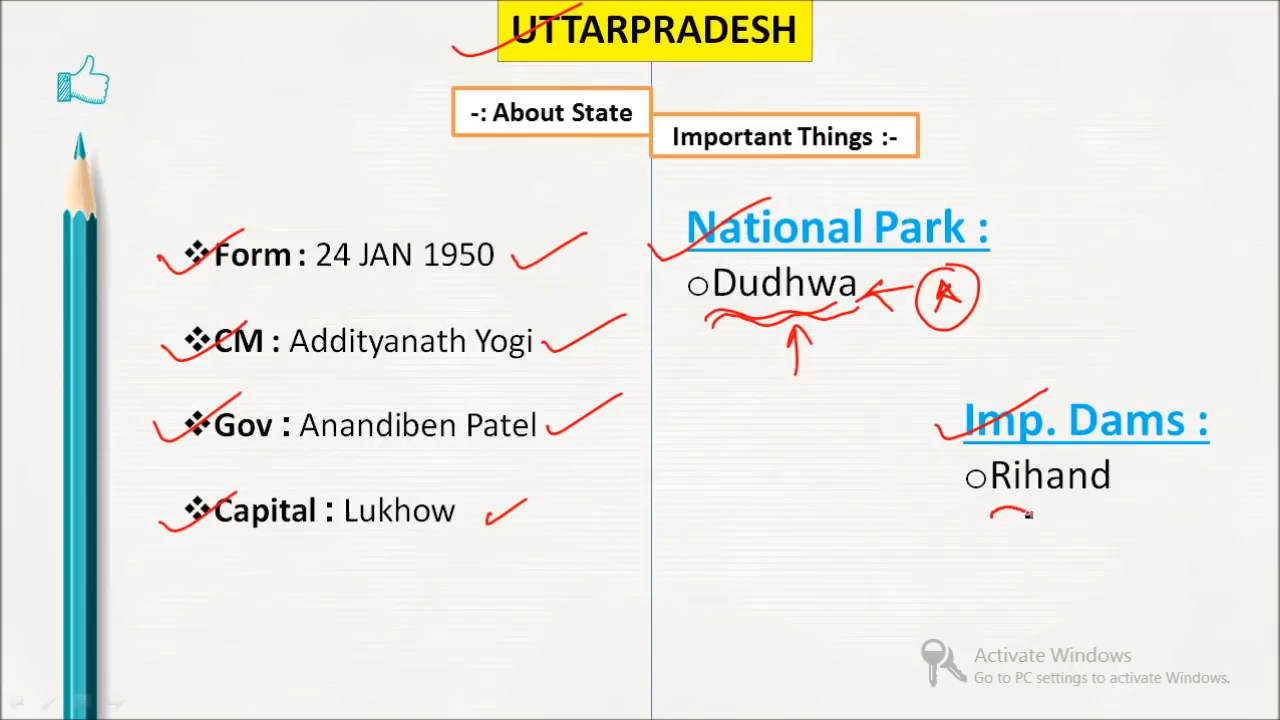 UTTARPRADESH
-: About State
Important Things :-
❖Form : 24 JAN 1950
❖CM : Addityanath Yogi
❖Gov : Anandiben Patel
❖Capital : Lukhow
National Park :
○Dudhwa
Imp. Dams :
○Rihand
Activate Windows
Go to PC settings to activate Windows.